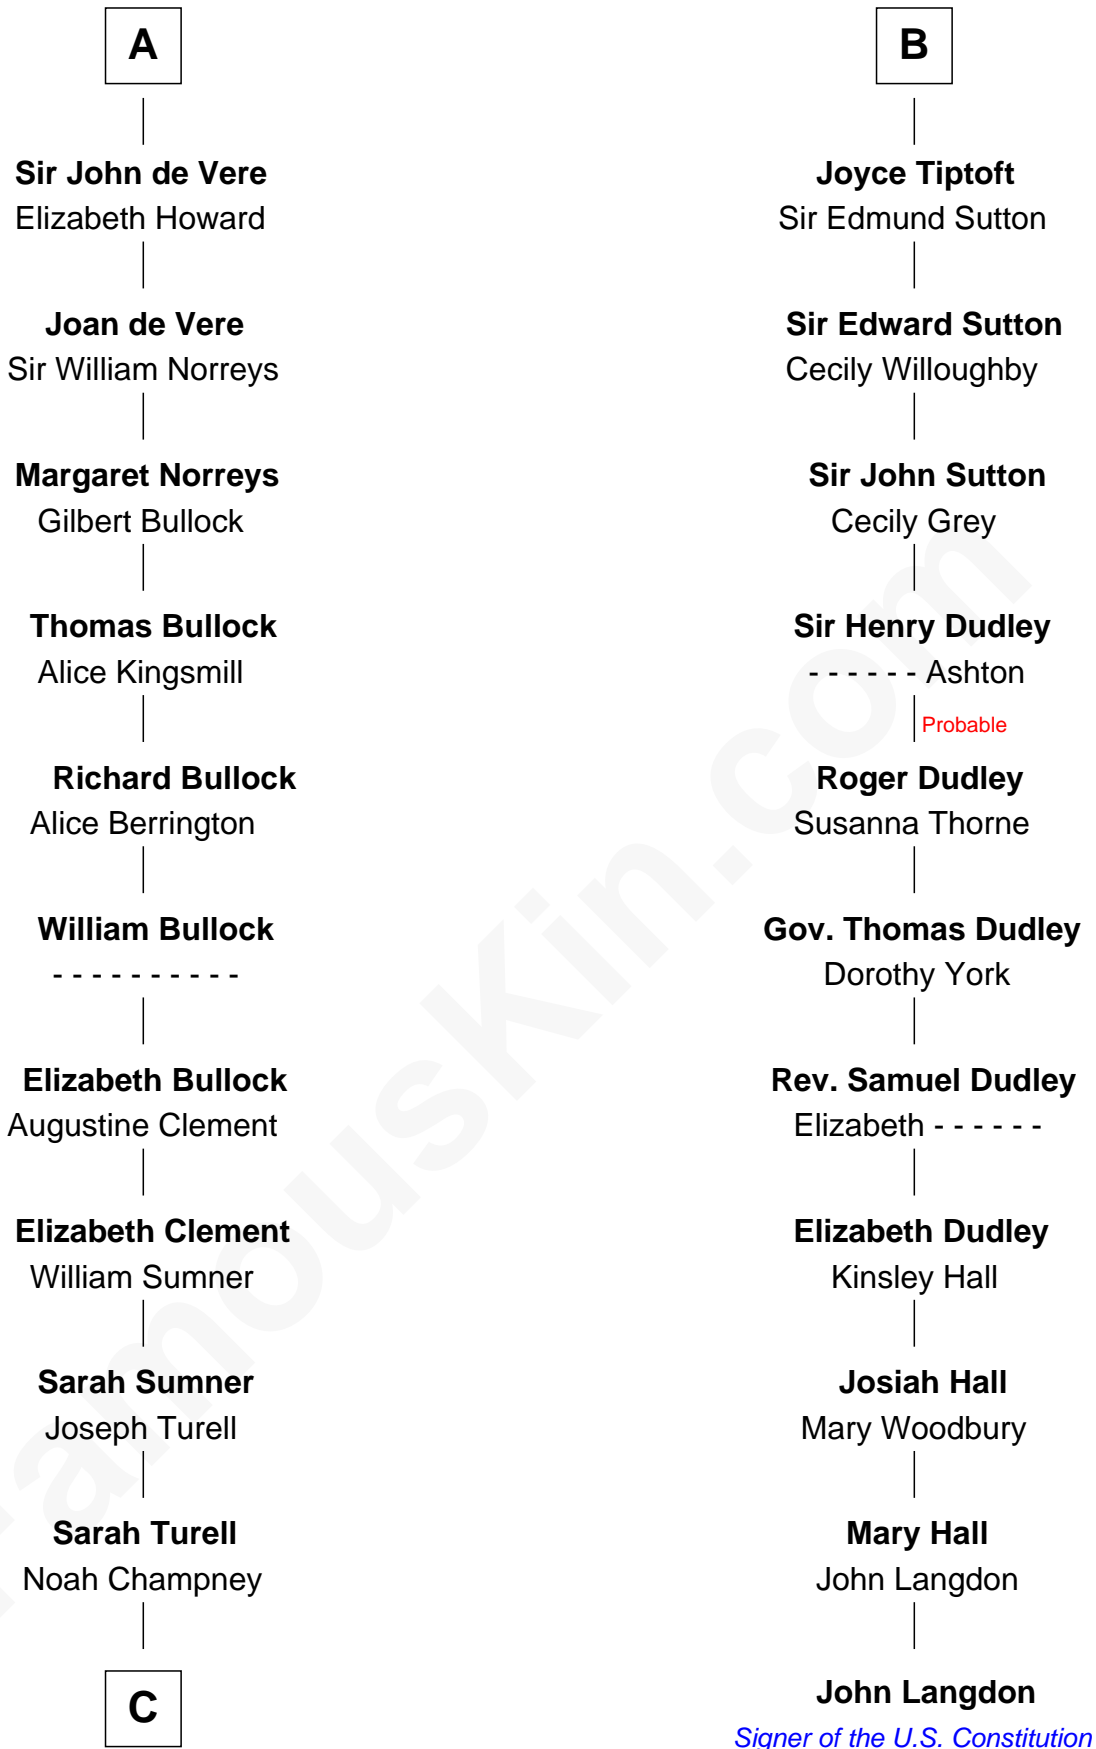 A
Sir John de Vere
Elizabeth Howard
Joan de Vere
Sir William Norreys
Margaret Norreys
Gilbert Bullock
Thomas Bullock
Alice Kingsmill
Richard Bullock
Alice Berrington
William Bullock
- - - - - - - - - -
Elizabeth Bullock
Augustine Clement
Elizabeth Clement
William Sumner
Sarah Sumner
Joseph Turell
Sarah Turell
Noah Champney
C
B
Joyce Tiptoft
Sir Edmund Sutton
Sir Edward Sutton
Cecily Willoughby
Sir John Sutton
Cecily Grey
Sir Henry Dudley
- - - - - - Ashton
Probable
Roger Dudley
Susanna Thorne
Gov. Thomas Dudley
Dorothy York
Rev. Samuel Dudley
Elizabeth - - - - - -
Elizabeth Dudley
Kinsley Hall
Josiah Hall
Mary Woodbury
Mary Hall
John Langdon
John Langdon
Signer of the U.S. Constitution
FamousKin.com